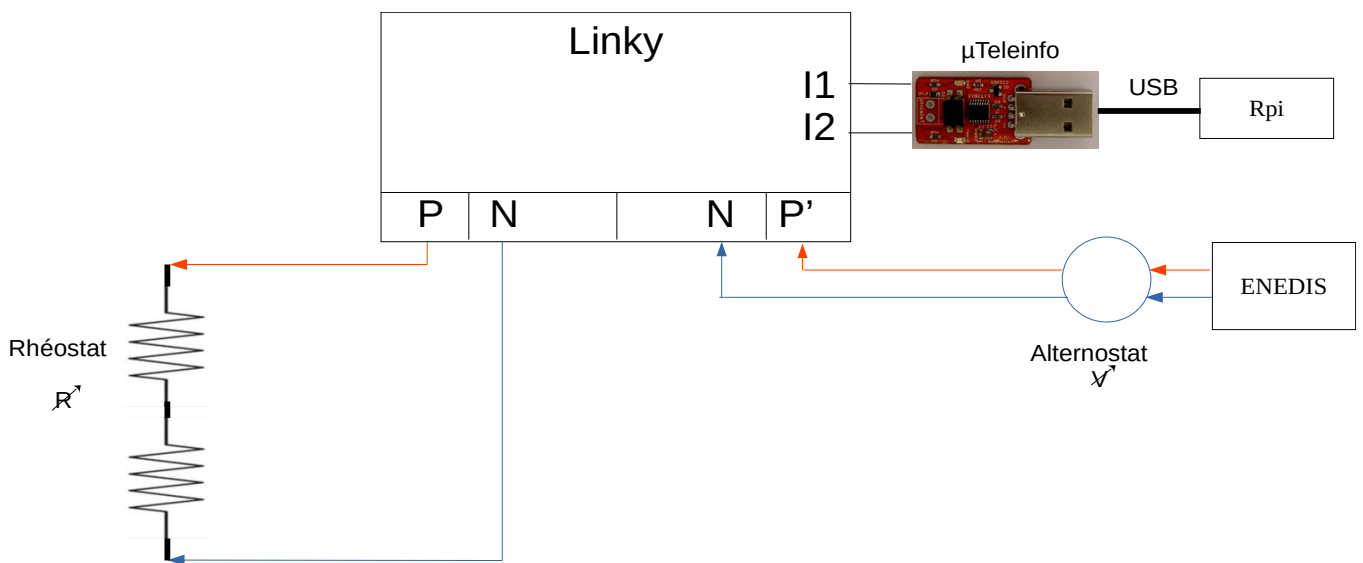 Linky
µTeleinfo
I1
USB
Rpi
I2
P
N
N
P’
ENEDIS
Rhéostat
R
Alternostat
V